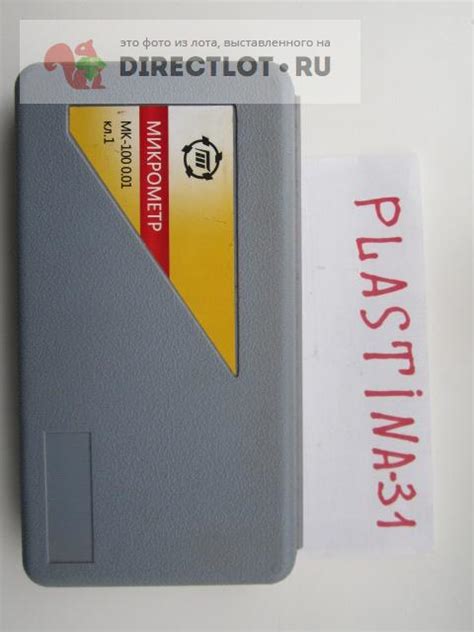 это фото из лота, выставленного на
DIRECTLOT.RU
МИКРОМЕТР
МК-100 0.01
кл.1
PLASTINA-31